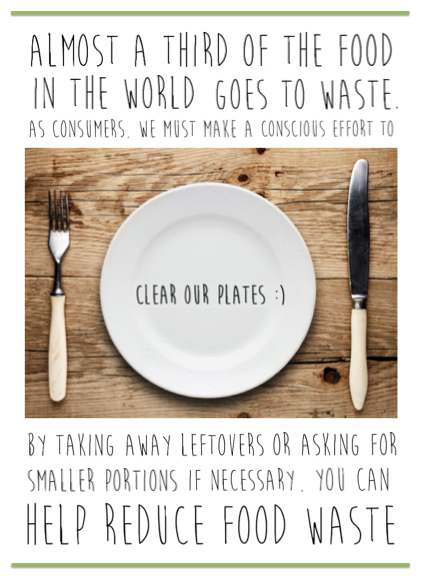 ALMOST A THIRD OF THE FOOD
IN THE WORLD GOES TO WASTE.
AS CONSUMERS, WE MUST MAKE A CONSCIOUS EFFORT TO
CLEAR OUR PLATES :)
BY TAKING AWAY LEFTOVERS OR ASKING FOR
SMALLER PORTIONS IF NECESSARY, YOU CAN
HELP REDUCE FOOD WASTE